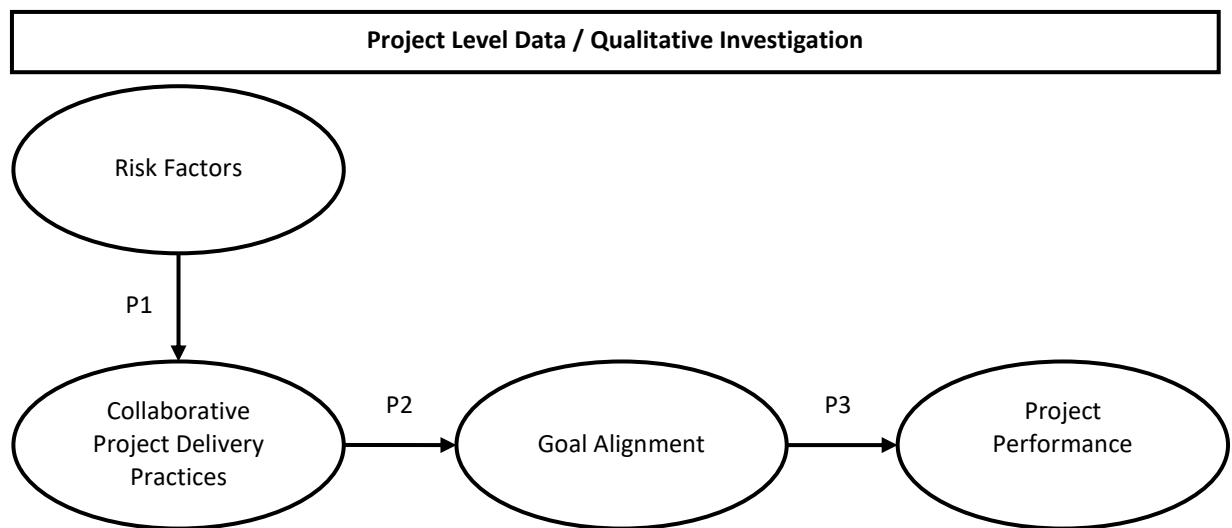 Project Level Data / Qualitative Investigation
Risk Factors
P1
Collaborative
Project Delivery
Practices
P2
Goal Alignment
P3
Project
Performance